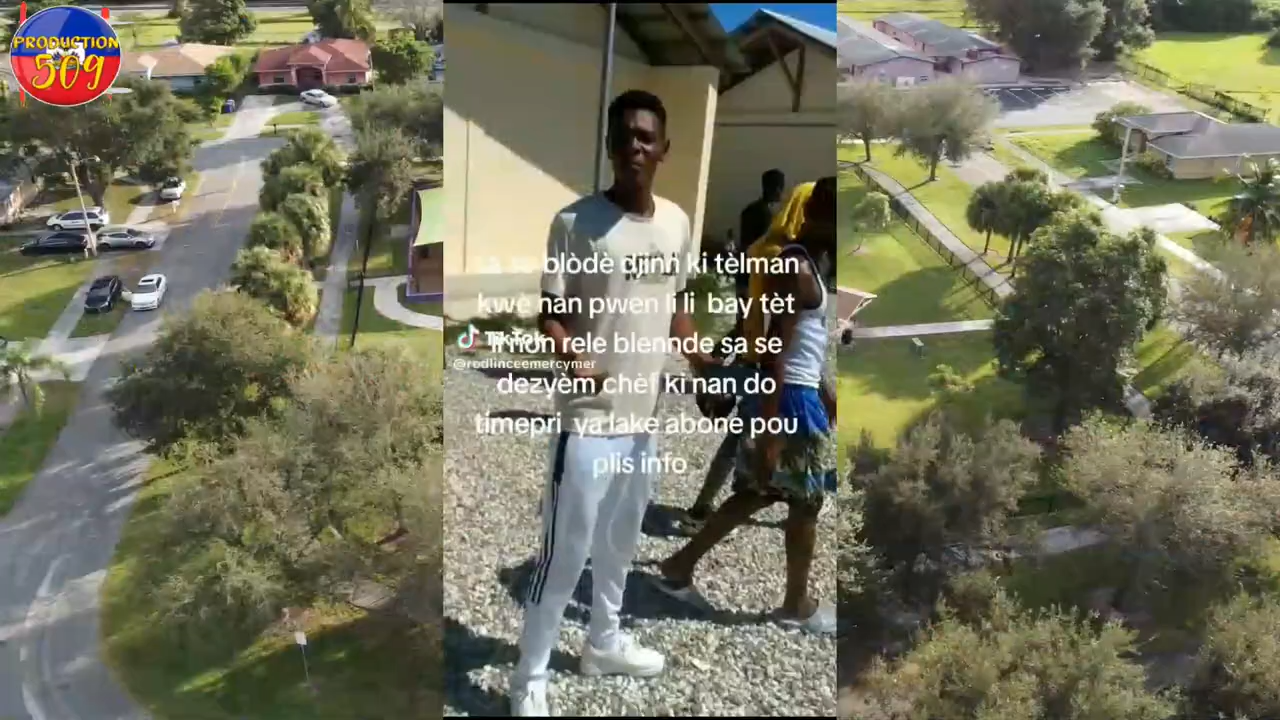 PRODUCTION
509
sa se blòdè djinn ki tèlman
kwè nan pwen li li bay tèt
li non rele blennde sa se
dezyèm chèf ki nan do
timepri ya lake abone pou
plis info
TikTok
@rodlinceemercymer